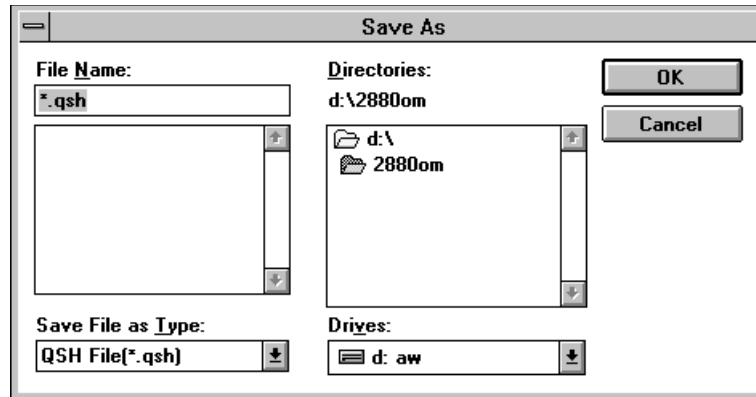 Save As
File Name:
*.qsh
Directories:
d:\2880om
OK
Cancel
d:\
2880om
Save File as Type:
QSH File(*.qsh)
Drives:
d: aw